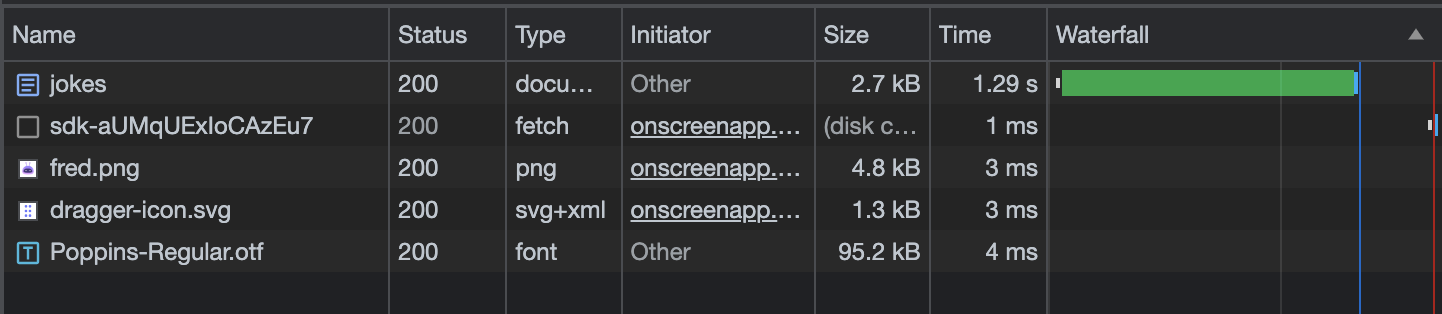 Name Status Type Initiator Size Time Waterfall
jokes 200 docu… Other 2.7 kB 1.29 s
sdk-aUMqUExIoCAzEu7 200 fetch onscreenapp.… (disk c… 1 ms
fred.png 200 png onscreenapp.… 4.8 kB 3 ms
dragger-icon.svg 200 svg+xml onscreenapp.… 1.3 kB 3 ms
Poppins-Regular.otf 200 font Other 95.2 kB 4 ms